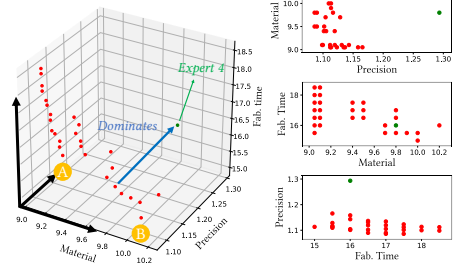 Expert 4
Dominates
A
B
18.5
18.0
17.5
17.0
16.5
16.0
15.5
15.0
Fab. time
1.30
1.25
1.20
1.15
1.10
Precision
9.0
9.2
9.4
9.6
9.8
10.0
10.2
Material
10.0
9.5
9.0
Material
1.10 1.15 1.20 1.25 1.30
Precision
18
16
Fab. Time
9.0 9.2 9.4 9.6 9.8 10.0 10.2
Material
1.3
1.2
1.1
Precision
15 16 17 18
Fab. Time